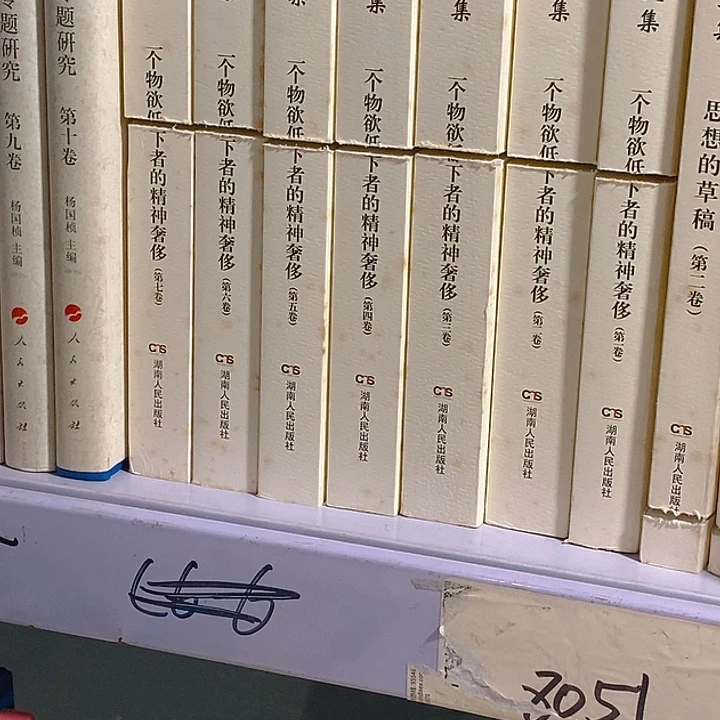 题研究 第九卷 杨国桢 主编 人民出版社
专题研究 第十卷 杨国桢 主编 人民出版社
一个物欲低下者的精神奢侈(第七卷) 湖南人民出版社
一个物欲低下者的精神奢侈(第六卷) 湖南人民出版社
集 一个物欲低下者的精神奢侈(第五卷) 湖南人民出版社
集 一个物欲低下者的精神奢侈(第四卷) 湖南人民出版社
集 一个物欲低下者的精神奢侈(第三卷) 湖南人民出版社
集 一个物欲低下者的精神奢侈(第二卷) 湖南人民出版社
集 一个物欲低下者的精神奢侈(第一卷) 湖南人民出版社
思想的草稿(第二卷) 湖南人民出版社
7051